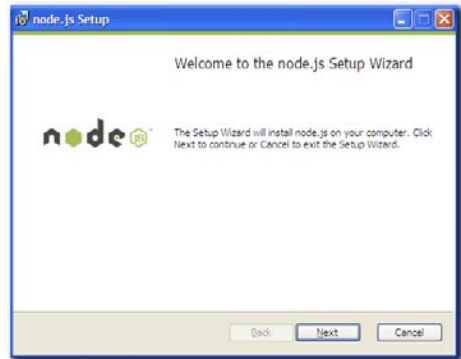 node.js Setup
Welcome to the node.js Setup Wizard
node JS
The Setup Wizard will install node.js on your computer. Click
Next to continue or Cancel to exit the Setup Wizard.
Back Next Cancel